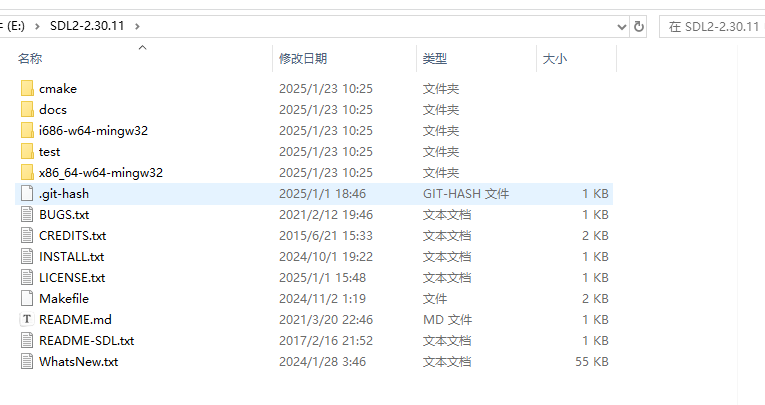 (E:) › SDL2-2.30.11 › 在 SDL2-2.30.11
名称 修改日期 类型 大小
cmake 2025/1/23 10:25 文件夹
docs 2025/1/23 10:25 文件夹
i686-w64-mingw32 2025/1/23 10:25 文件夹
test 2025/1/23 10:25 文件夹
x86_64-w64-mingw32 2025/1/23 10:25 文件夹
.git-hash 2025/1/1 18:46 GIT-HASH 文件 1 KB
BUGS.txt 2021/2/12 19:46 文本文档 1 KB
CREDITS.txt 2015/6/21 15:33 文本文档 2 KB
INSTALL.txt 2024/10/1 19:22 文本文档 1 KB
LICENSE.txt 2025/1/1 15:48 文本文档 1 KB
Makefile 2024/11/2 1:19 文件 2 KB
T README.md 2021/3/20 22:46 MD 文件 1 KB
README-SDL.txt 2017/2/16 21:52 文本文档 1 KB
WhatsNew.txt 2024/1/28 3:46 文本文档 55 KB